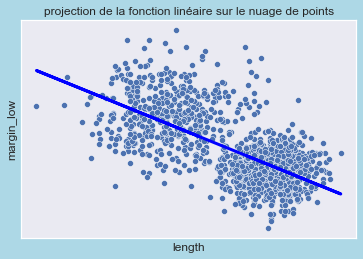 projection de la fonction linéaire sur le nuage de points
margin_low
length